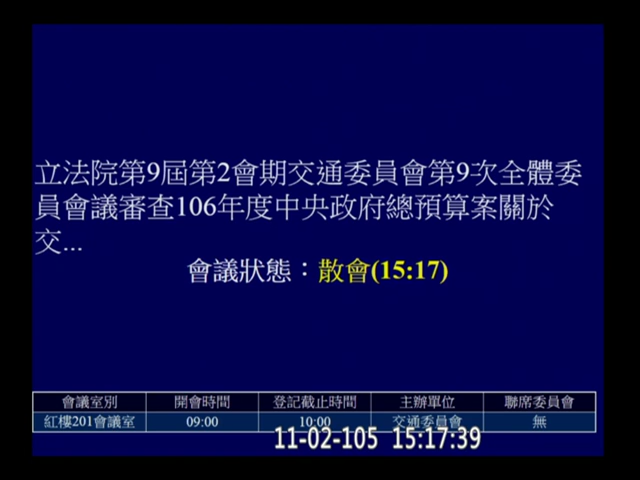 立法院第9屆第2會期交通委員會第9次全體委
員會議審查106年度中央政府總預算案關於
交...
會議狀態：散會(15:17)
會議室別 開會時間 登記截止時間 主辦單位 聯席委員會
紅樓201會議室 09:00 10:00 交通委員會 無
11-02-105 15:17:39